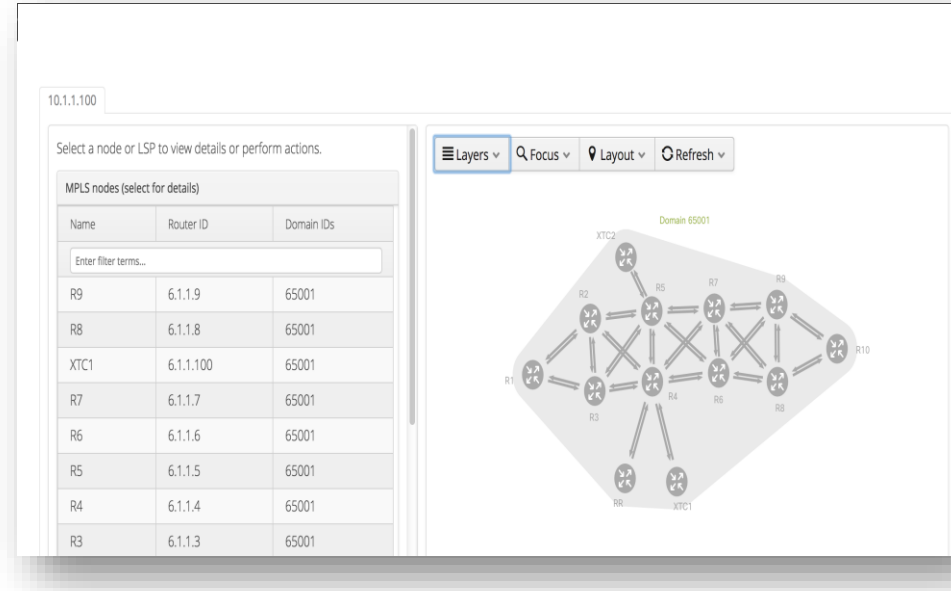 10.1.1.100
Select a node or LSP to view details or perform actions.
MPLS nodes (select for details)
Name Router ID Domain IDs
Enter filter terms...
R9 6.1.1.9 65001
R8 6.1.1.8 65001
XTC1 6.1.1.100 65001
R7 6.1.1.7 65001
R6 6.1.1.6 65001
R5 6.1.1.5 65001
R4 6.1.1.4 65001
R3 6.1.1.3 65001
Layers Focus Layout Refresh
Domain 65001
XTC2
R2 R5 R7 R9
R1 R10
R3 R4 R6 R8
RR XTC1